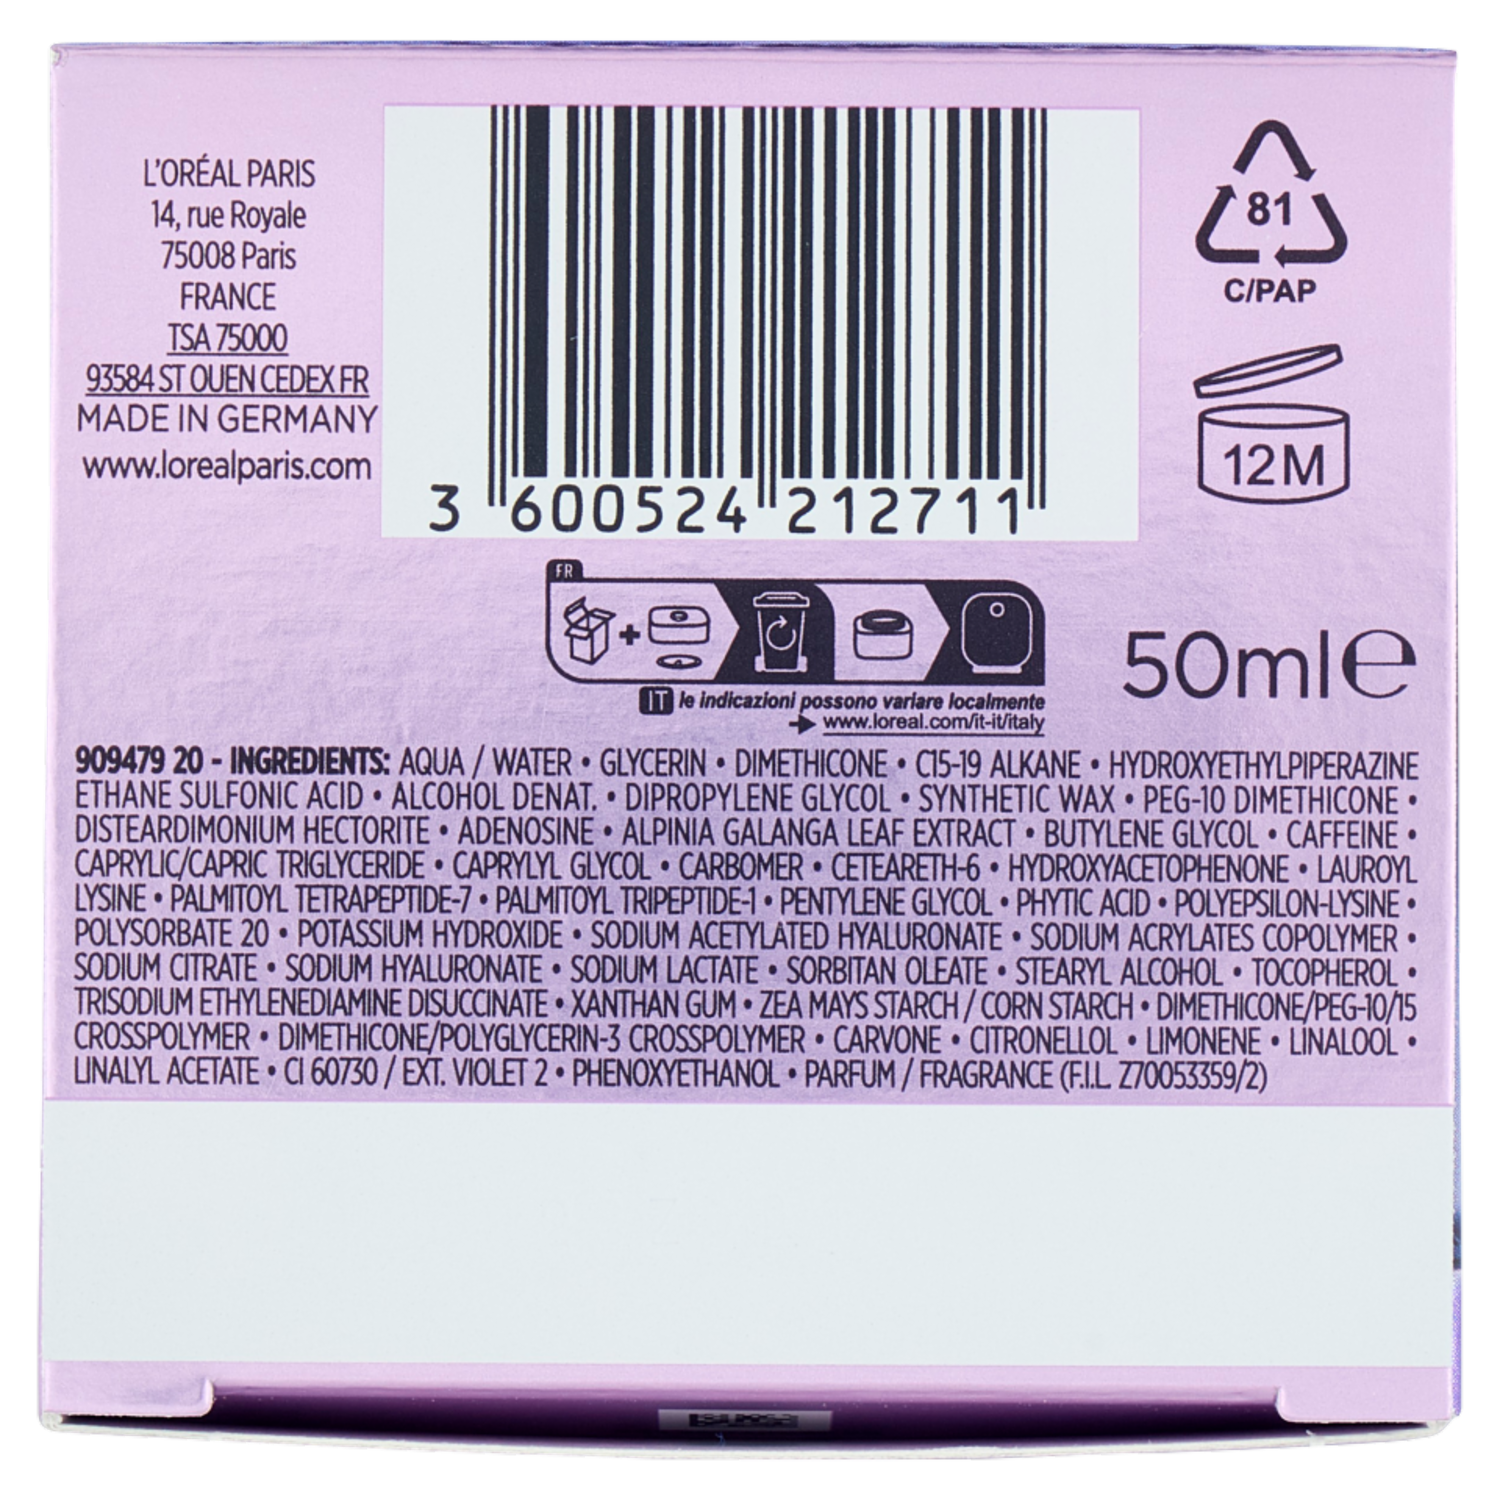 L'ORÉAL PARIS
14, rue Royale
75008 Paris
FRANCE
TSA 75000
93584 ST OUEN CEDEX FR
MADE IN GERMANY
www.lorealparis.com
3 600524 212711
81
C/PAP
12M
FR
IT le indicazioni possono variare localmente
www.loreal.com/it-it/italy
50ml e
909479 20 - INGREDIENTS: AQUA / WATER • GLYCERIN • DIMETHICONE • C15-19 ALKANE • HYDROXYETHYLPIPERAZINE
ETHANE SULFONIC ACID • ALCOHOL DENAT. • DIPROPYLENE GLYCOL • SYNTHETIC WAX • PEG-10 DIMETHICONE •
DISTEARDIMONIUM HECTORITE • ADENOSINE • ALPINIA GALANGA LEAF EXTRACT • BUTYLENE GLYCOL • CAFFEINE •
CAPRYLIC/CAPRIC TRIGLYCERIDE • CAPRYLYL GLYCOL • CARBOMER • CETEARETH-6 • HYDROXYACETOPHENONE • LAUROYL
LYSINE • PALMITOYL TETRAPEPTIDE-7 • PALMITOYL TRIPEPTIDE-1 • PENTYLENE GLYCOL • PHYTIC ACID • POLYEPSILON-LYSINE •
POLYSORBATE 20 • POTASSIUM HYDROXIDE • SODIUM ACETYLATED HYALURONATE • SODIUM ACRYLATES COPOLYMER •
SODIUM CITRATE • SODIUM HYALURONATE • SODIUM LACTATE • SORBITAN OLEATE • STEARYL ALCOHOL • TOCOPHEROL •
TRISODIUM ETHYLENEDIAMINE DISUCCINATE • XANTHAN GUM • ZEA MAYS STARCH / CORN STARCH • DIMETHICONE/PEG-10/15
CROSSPOLYMER • DIMETHICONE/POLYGLYCERIN-3 CROSSPOLYMER • CARVONE • CITRONELLOL • LIMONENE • LINALOOL •
LINALYL ACETATE • CI 60730 / EXT. VIOLET 2 • PHENOXYETHANOL • PARFUM / FRAGRANCE (F.I.L. Z70053359/2)